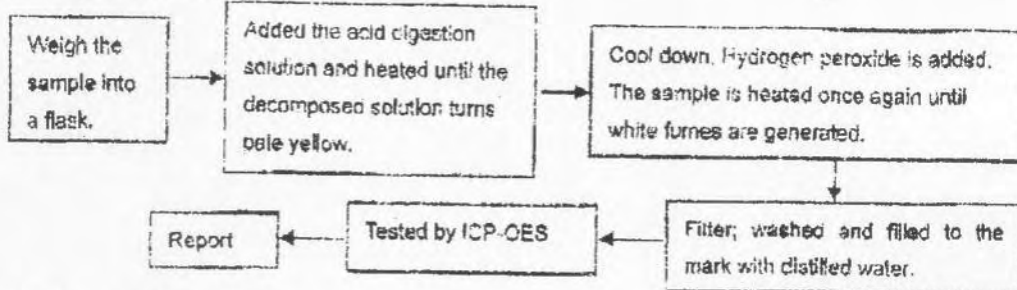 Weigh the
sample into
a flask.
Added the acid digestion
solution and heated until the
decomposed solution turns
pale yellow.
Cool down. Hydrogen peroxide is added.
The sample is heated once again until
white fumes are generated.
Filter; washed and filled to the
mark with distilled water.
Tested by ICP-OES
Report